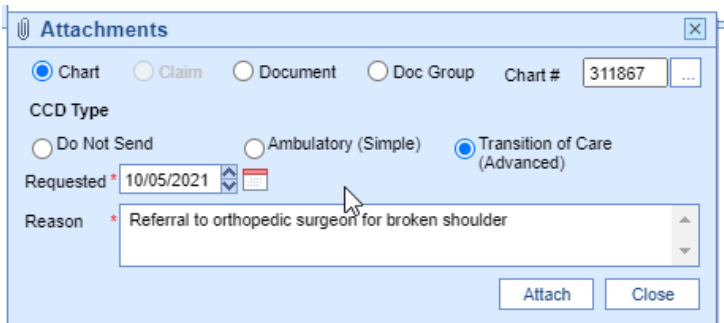 Attachments
Chart Claim Document Doc Group Chart # 311867 ...
CCD Type
Do Not Send Ambulatory (Simple) Transition of Care
(Advanced)
Requested * 10/05/2021
Reason * Referral to orthopedic surgeon for broken shoulder
Attach Close